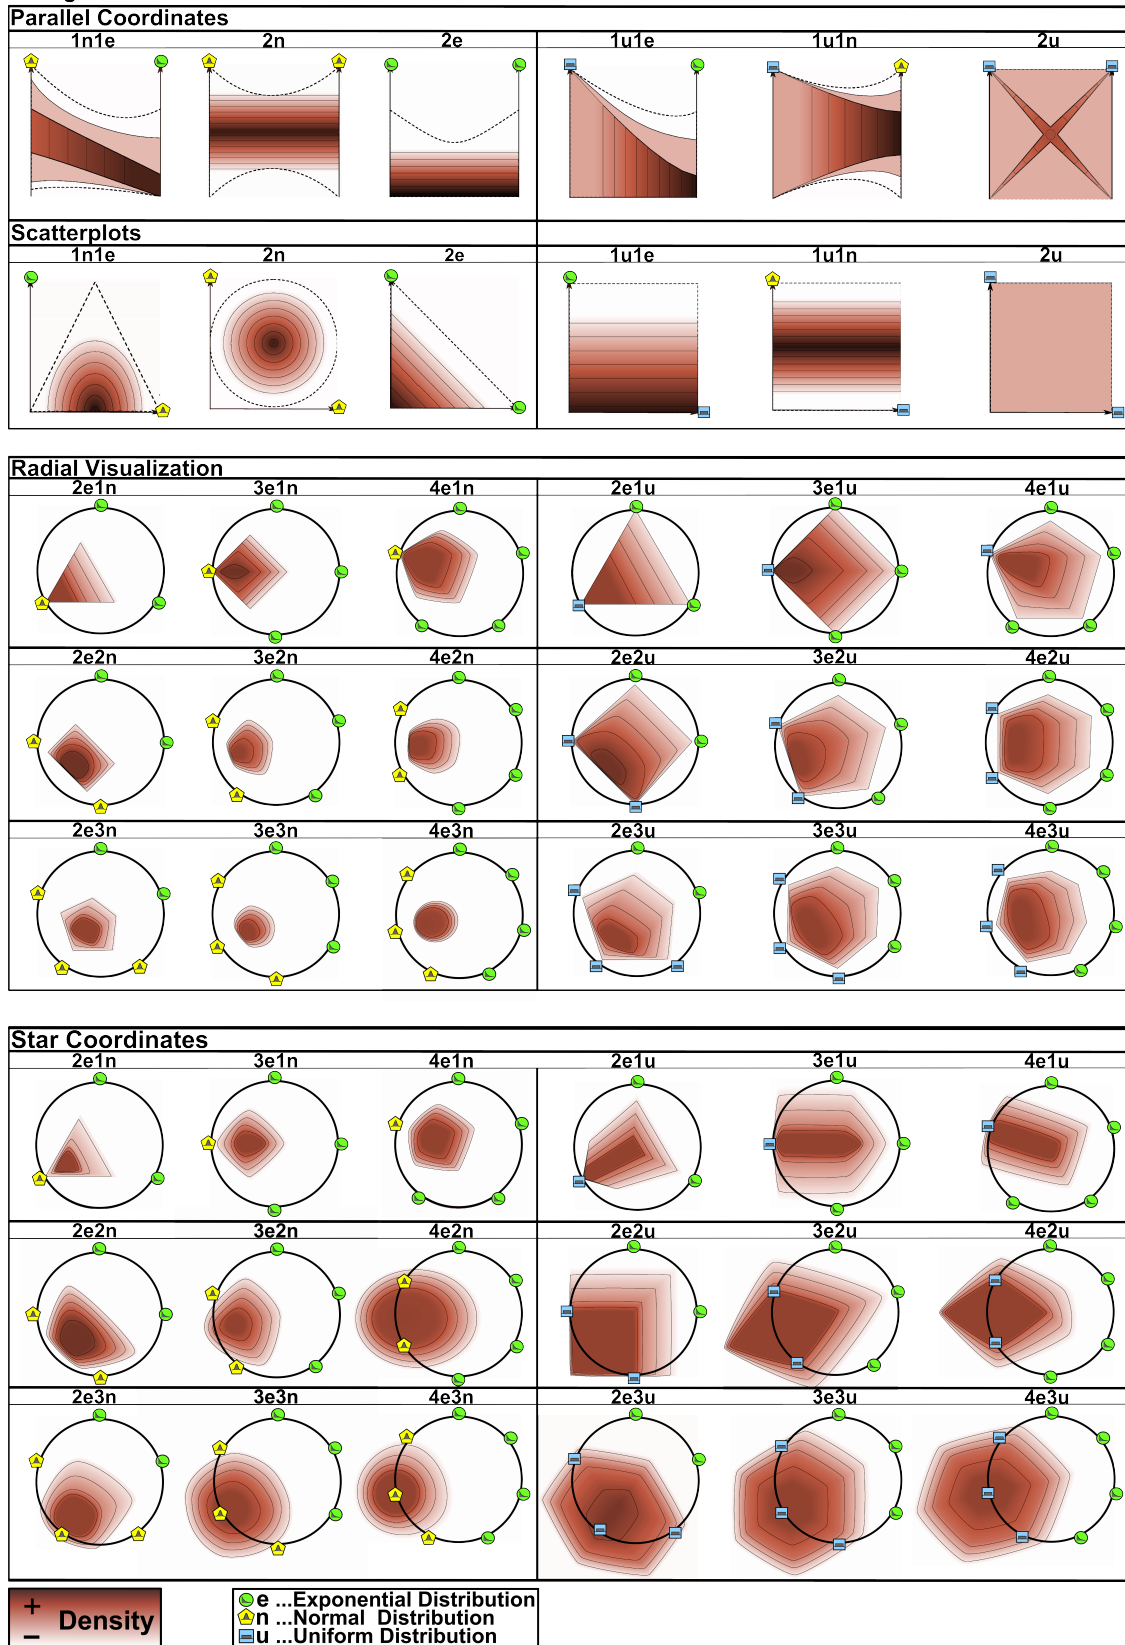 Parallel Coordinates
1n1e 2n 2e 1u1e 1u1n 2u
Scatterplots
1n1e 2n 2e 1u1e 1u1n 2u
Radial Visualization
2e1n 3e1n 4e1n 2e1u 3e1u 4e1u
2e2n 3e2n 4e2n 2e2u 3e2u 4e2u
2e3n 3e3n 4e3n 2e3u 3e3u 4e3u
Star Coordinates
2e1n 3e1n 4e1n 2e1u 3e1u 4e1u
2e2n 3e2n 4e2n 2e2u 3e2u 4e2u
2e3n 3e3n 4e3n 2e3u 3e3u 4e3u
+ Density −
e ...Exponential Distribution
n ...Normal Distribution
u ...Uniform Distribution